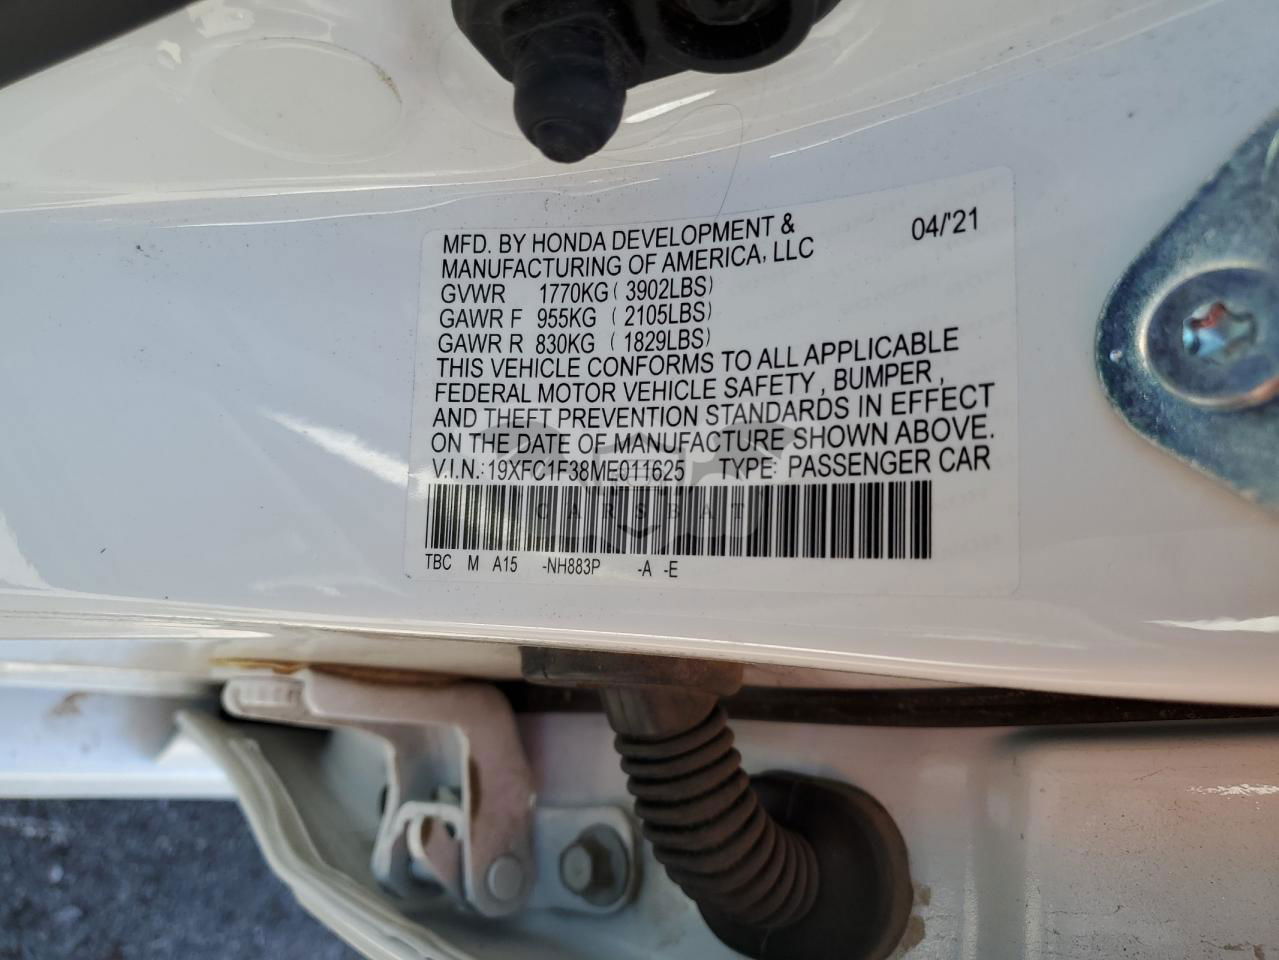 MFD. BY HONDA DEVELOPMENT & 04/'21
MANUFACTURING OF AMERICA, LLC
GVWR 1770KG ( 3902LBS)
GAWR F 955KG ( 2105LBS)
GAWR R 830KG ( 1829LBS)
THIS VEHICLE CONFORMS TO ALL APPLICABLE
FEDERAL MOTOR VEHICLE SAFETY , BUMPER ,
AND THEFT PREVENTION STANDARDS IN EFFECT
ON THE DATE OF MANUFACTURE SHOWN ABOVE.
V.I.N.: 19XFC1F38ME011625 TYPE: PASSENGER CAR
CARSBAT
TBC M A15 -NH883P -A -E